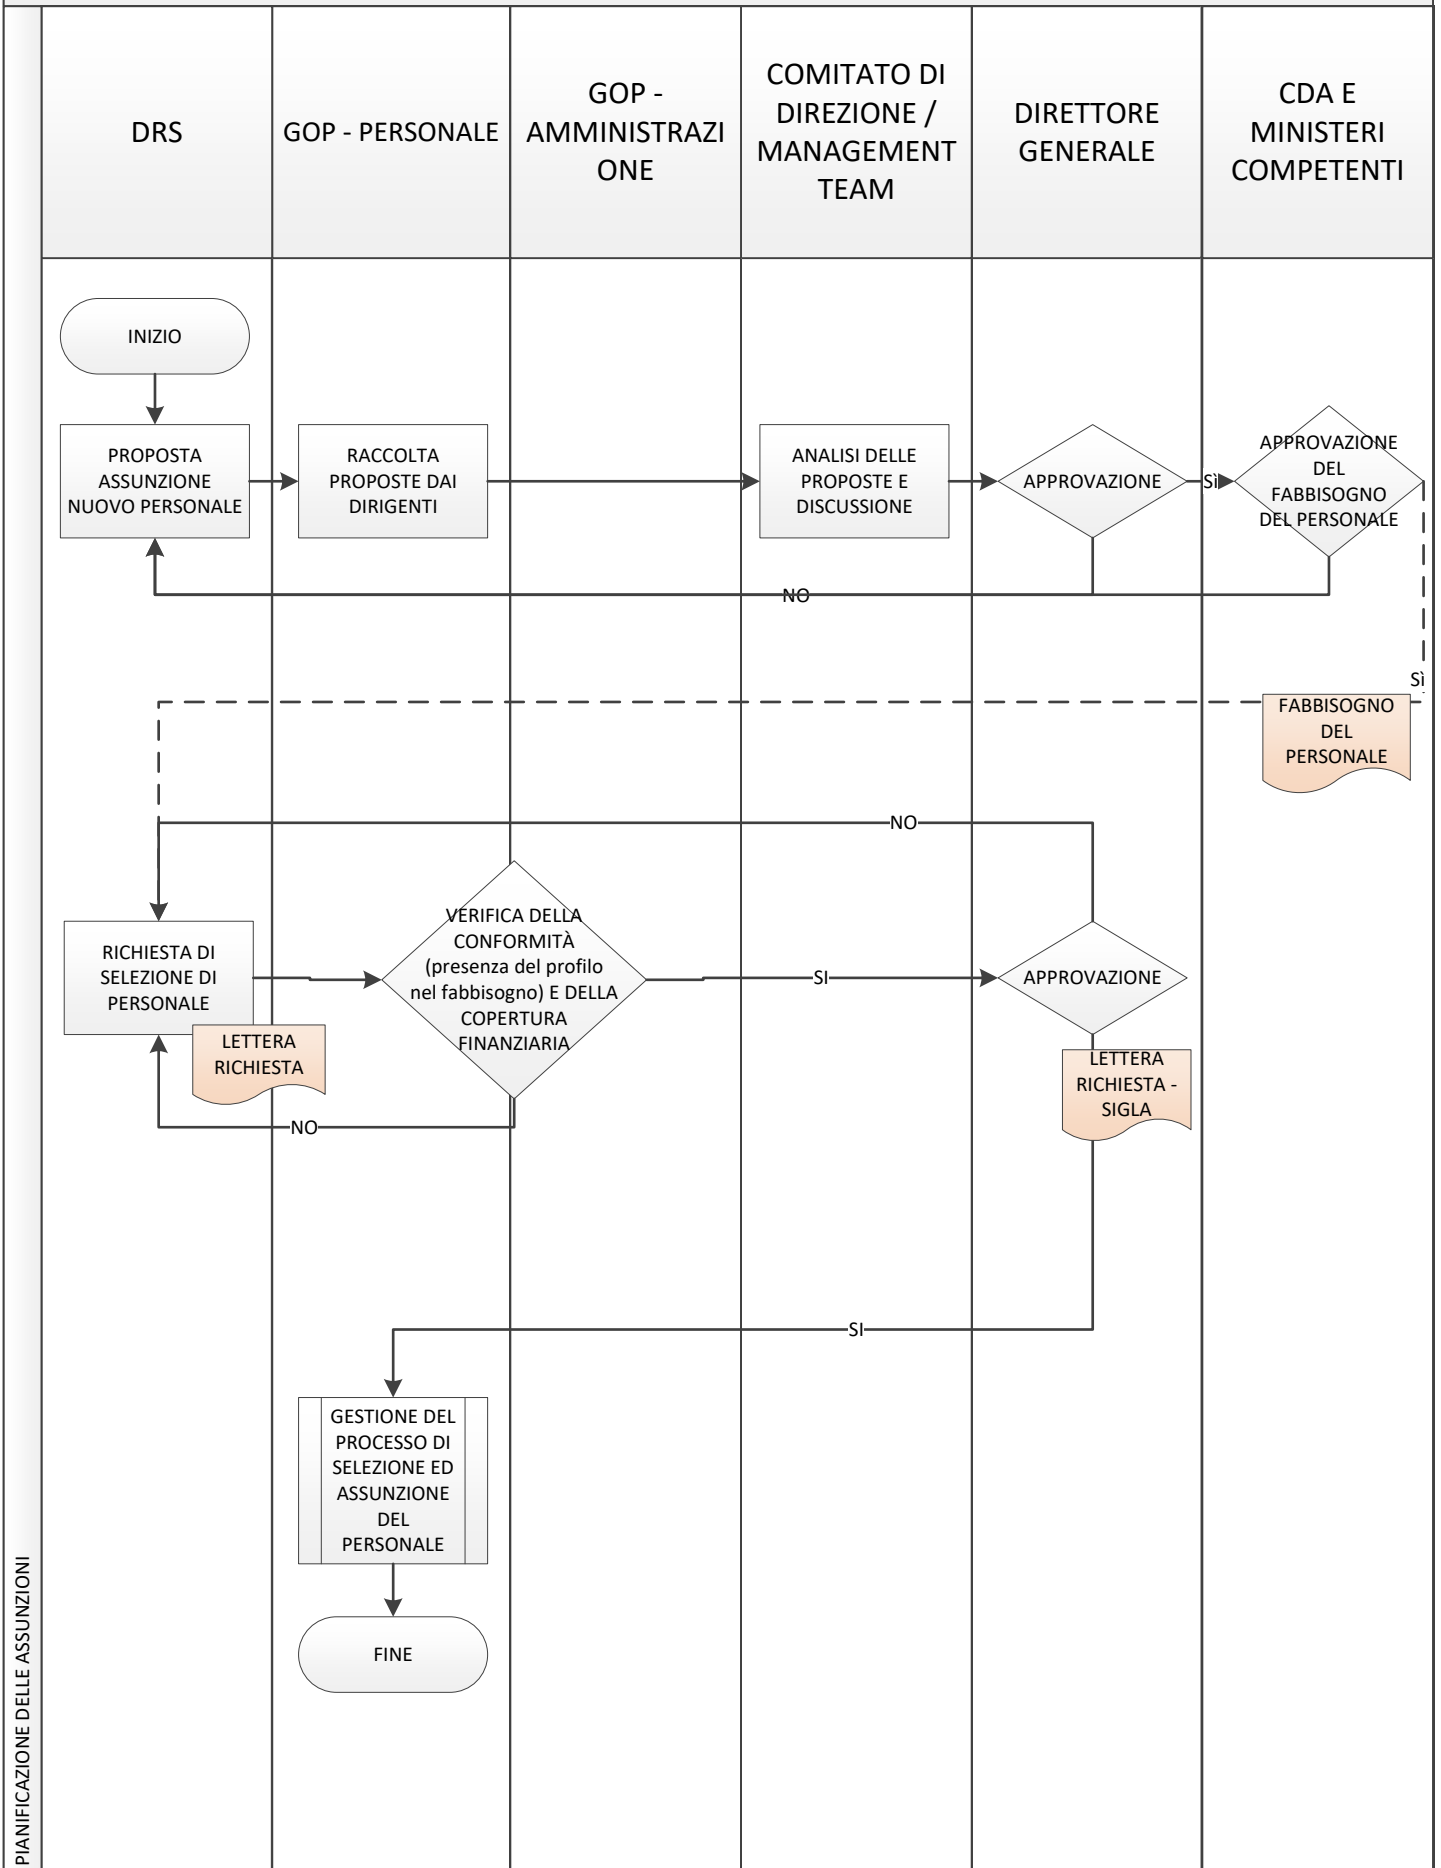 DRS
GOP - PERSONALE
GOP -
AMMINISTRAZI
ONE
COMITATO DI
DIREZIONE /
MANAGEMENT
TEAM
DIRETTORE
GENERALE
CDA E
MINISTERI
COMPETENTI
INIZIO
PROPOSTA
ASSUNZIONE
NUOVO PERSONALE
RACCOLTA
PROPOSTE DAI
DIRIGENTI
ANALISI DELLE
PROPOSTE E
DISCUSSIONE
APPROVAZIONE
Sì
APPROVAZIONE
DEL
FABBISOGNO
DEL PERSONALE
NO
Sì
FABBISOGNO
DEL
PERSONALE
NO
RICHIESTA DI
SELEZIONE DI
PERSONALE
LETTERA
RICHIESTA
VERIFICA DELLA
CONFORMITÀ
(presenza del profilo
nel fabbisogno) E DELLA
COPERTURA
FINANZIARIA
SI
APPROVAZIONE
LETTERA
RICHIESTA -
SIGLA
NO
SI
GESTIONE DEL
PROCESSO DI
SELEZIONE ED
ASSUNZIONE
DEL
PERSONALE
FINE
PIANIFICAZIONE DELLE ASSUNZIONI